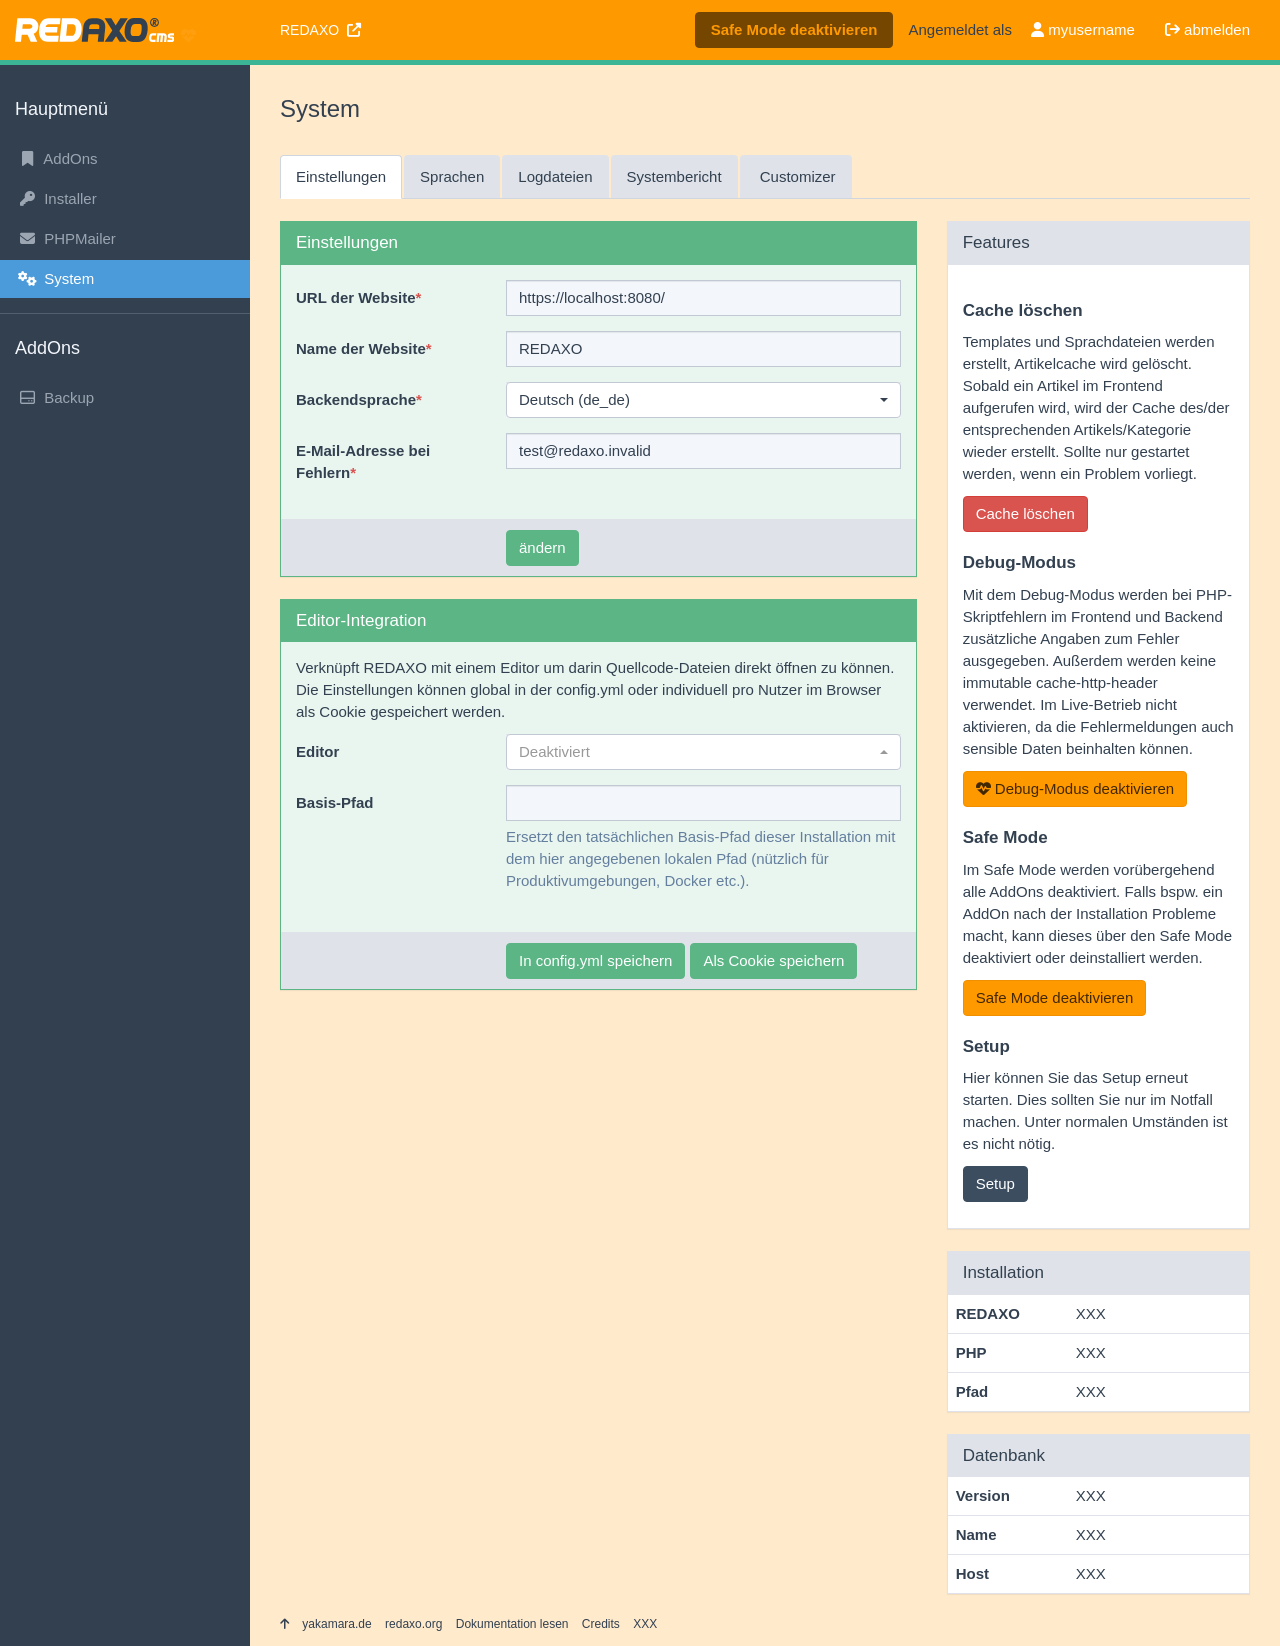 REDAXO® cms
REDAXO
Safe Mode deaktivieren
Angemeldet als
myusername
abmelden
Hauptmenü
AddOns
Installer
PHPMailer
System
AddOns
Backup
System
Einstellungen
Sprachen
Logdateien
Systembericht
Customizer
Einstellungen
URL der Website*
https://localhost:8080/
Name der Website*
REDAXO
Backendsprache*
Deutsch (de_de)
E-Mail-Adresse bei
Fehlern*
test@redaxo.invalid
ändern
Editor-Integration
Verknüpft REDAXO mit einem Editor um darin Quellcode-Dateien direkt öffnen zu können.
Die Einstellungen können global in der config.yml oder individuell pro Nutzer im Browser
als Cookie gespeichert werden.
Editor
Deaktiviert
Basis-Pfad
Ersetzt den tatsächlichen Basis-Pfad dieser Installation mit
dem hier angegebenen lokalen Pfad (nützlich für
Produktivumgebungen, Docker etc.).
In config.yml speichern
Als Cookie speichern
Features
Cache löschen
Templates und Sprachdateien werden
erstellt, Artikelcache wird gelöscht.
Sobald ein Artikel im Frontend
aufgerufen wird, wird der Cache des/der
entsprechenden Artikels/Kategorie
wieder erstellt. Sollte nur gestartet
werden, wenn ein Problem vorliegt.
Cache löschen
Debug-Modus
Mit dem Debug-Modus werden bei PHP-
Skriptfehlern im Frontend und Backend
zusätzliche Angaben zum Fehler
ausgegeben. Außerdem werden keine
immutable cache-http-header
verwendet. Im Live-Betrieb nicht
aktivieren, da die Fehlermeldungen auch
sensible Daten beinhalten können.
Debug-Modus deaktivieren
Safe Mode
Im Safe Mode werden vorübergehend
alle AddOns deaktiviert. Falls bspw. ein
AddOn nach der Installation Probleme
macht, kann dieses über den Safe Mode
deaktiviert oder deinstalliert werden.
Safe Mode deaktivieren
Setup
Hier können Sie das Setup erneut
starten. Dies sollten Sie nur im Notfall
machen. Unter normalen Umständen ist
es nicht nötig.
Setup
Installation
REDAXO XXX
PHP XXX
Pfad XXX
Datenbank
Version XXX
Name XXX
Host XXX
yakamara.de redaxo.org Dokumentation lesen Credits XXX